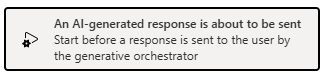 An AI-generated response is about to be sent
Start before a response is sent to the user by
the generative orchestrator